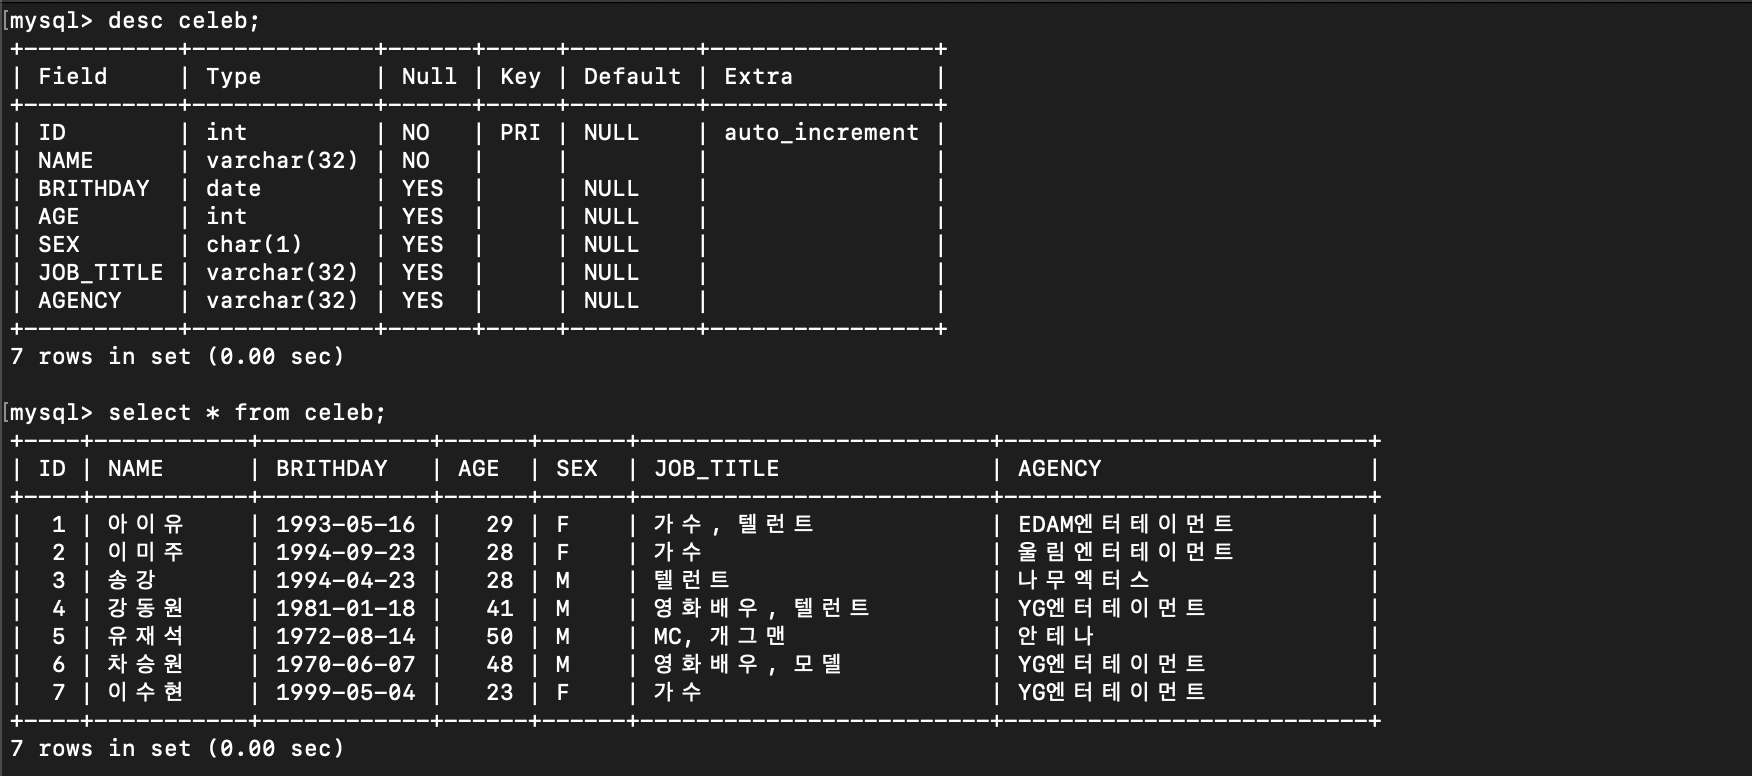 mysql> desc celeb;
+-----------+-------------+------+-----+---------+----------------+
| Field     | Type        | Null | Key | Default | Extra          |
+-----------+-------------+------+-----+---------+----------------+
| ID        | int         | NO   | PRI | NULL    | auto_increment |
| NAME      | varchar(32) | NO   |     |         |                |
| BRITHDAY  | date        | YES  |     | NULL    |                |
| AGE       | int         | YES  |     | NULL    |                |
| SEX       | char(1)     | YES  |     | NULL    |                |
| JOB_TITLE | varchar(32) | YES  |     | NULL    |                |
| AGENCY    | varchar(32) | YES  |     | NULL    |                |
+-----------+-------------+------+-----+---------+----------------+
7 rows in set (0.00 sec)
mysql> select * from celeb;
+----+-----------+------------+------+------+-------------------------+--------------------------+
| ID | NAME      | BRITHDAY   | AGE  | SEX  | JOB_TITLE               | AGENCY                   |
+----+-----------+------------+------+------+-------------------------+--------------------------+
|  1 | 아이유    | 1993-05-16 |   29 | F    | 가수, 텔런트            | EDAM엔터테이먼트         |
|  2 | 이미주    | 1994-09-23 |   28 | F    | 가수                    | 울림엔터테이먼트         |
|  3 | 송강      | 1994-04-23 |   28 | M    | 텔런트                  | 나무엑터스               |
|  4 | 강동원    | 1981-01-18 |   41 | M    | 영화배우, 텔런트        | YG엔터테이먼트           |
|  5 | 유재석    | 1972-08-14 |   50 | M    | MC, 개그맨              | 안테나                   |
|  6 | 차승원    | 1970-06-07 |   48 | M    | 영화배우, 모델          | YG엔터테이먼트           |
|  7 | 이수현    | 1999-05-04 |   23 | F    | 가수                    | YG엔터테이먼트           |
+----+-----------+------------+------+------+-------------------------+--------------------------+
7 rows in set (0.00 sec)